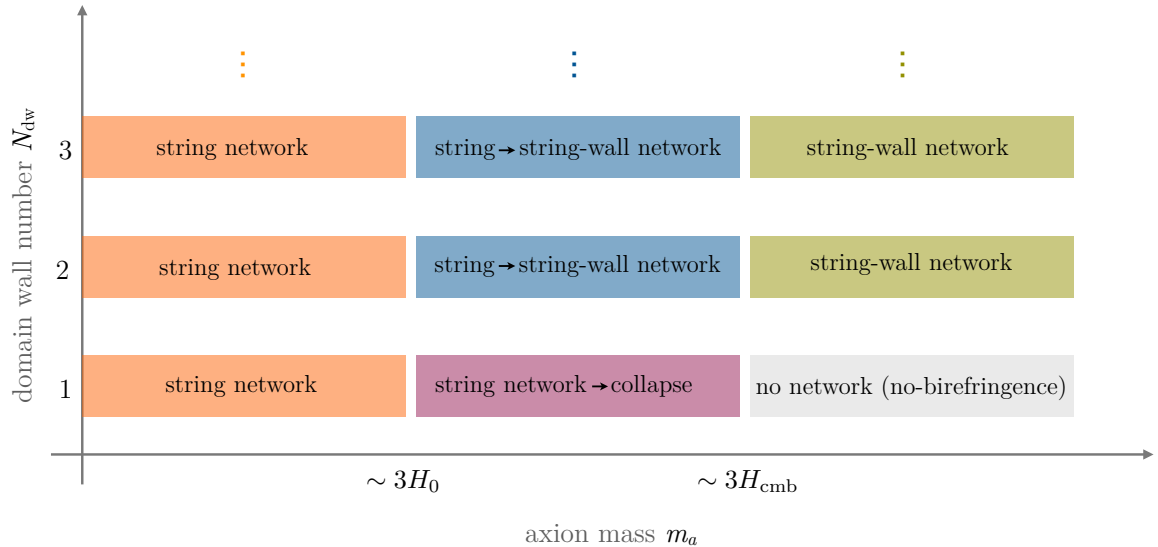 domain wall number N_dw
3
string network
string → string-wall network
string-wall network
2
string network
string → string-wall network
string-wall network
1
string network
string network → collapse
no network (no-birefringence)
∼ 3H_0
∼ 3H_cmb
axion mass m_a